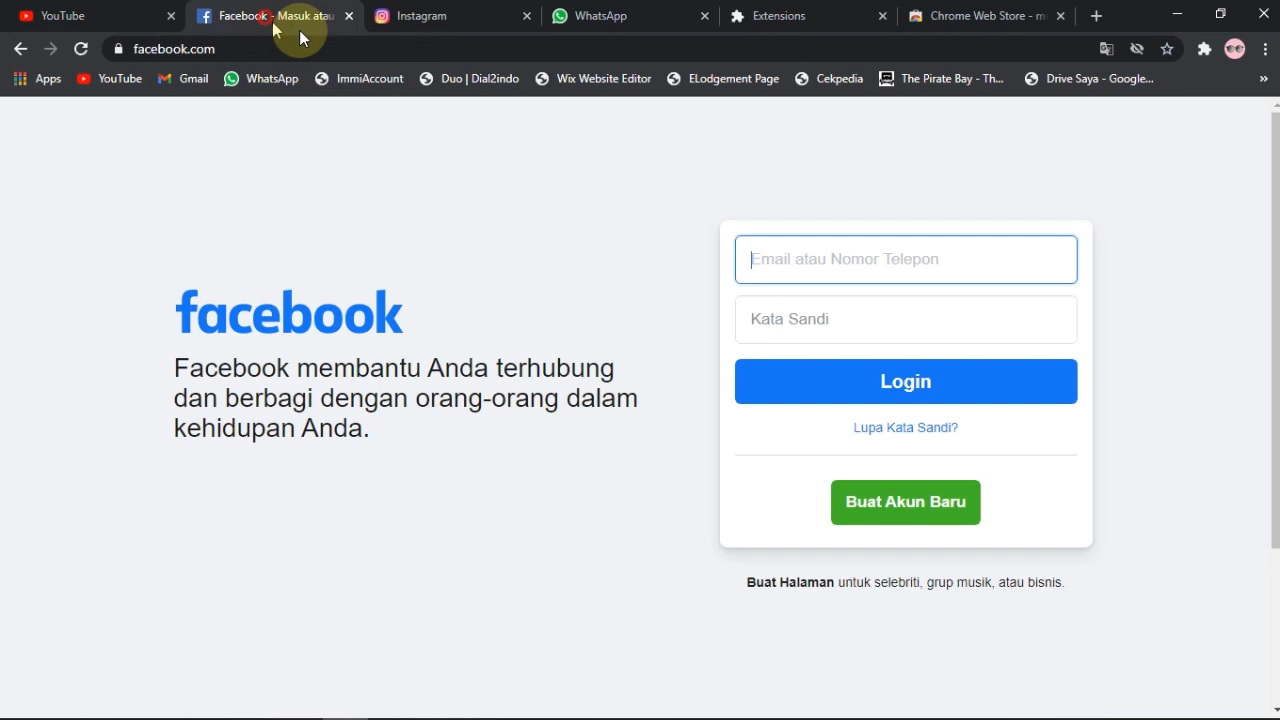 YouTube
Facebook - Masuk atau
Instagram
WhatsApp
Extensions
Chrome Web Store - m
facebook.com
Apps
YouTube
Gmail
WhatsApp
ImmiAccount
Duo | Dial2indo
Wix Website Editor
ELodgement Page
Cekpedia
The Pirate Bay - Th...
Drive Saya - Google...
»
facebook
Facebook membantu Anda terhubung
dan berbagi dengan orang-orang dalam
kehidupan Anda.
Email atau Nomor Telepon
Kata Sandi
Login
Lupa Kata Sandi?
Buat Akun Baru
Buat Halaman untuk selebriti, grup musik, atau bisnis.